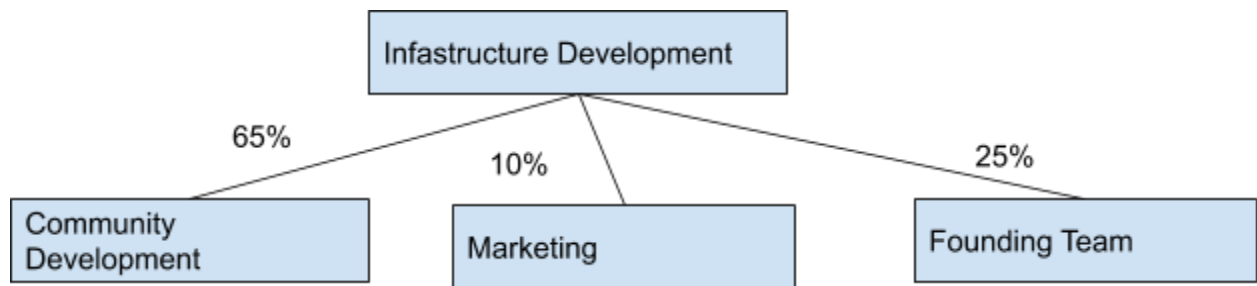 Infastructure Development
65%
10%
25%
Community
Development
Marketing
Founding Team